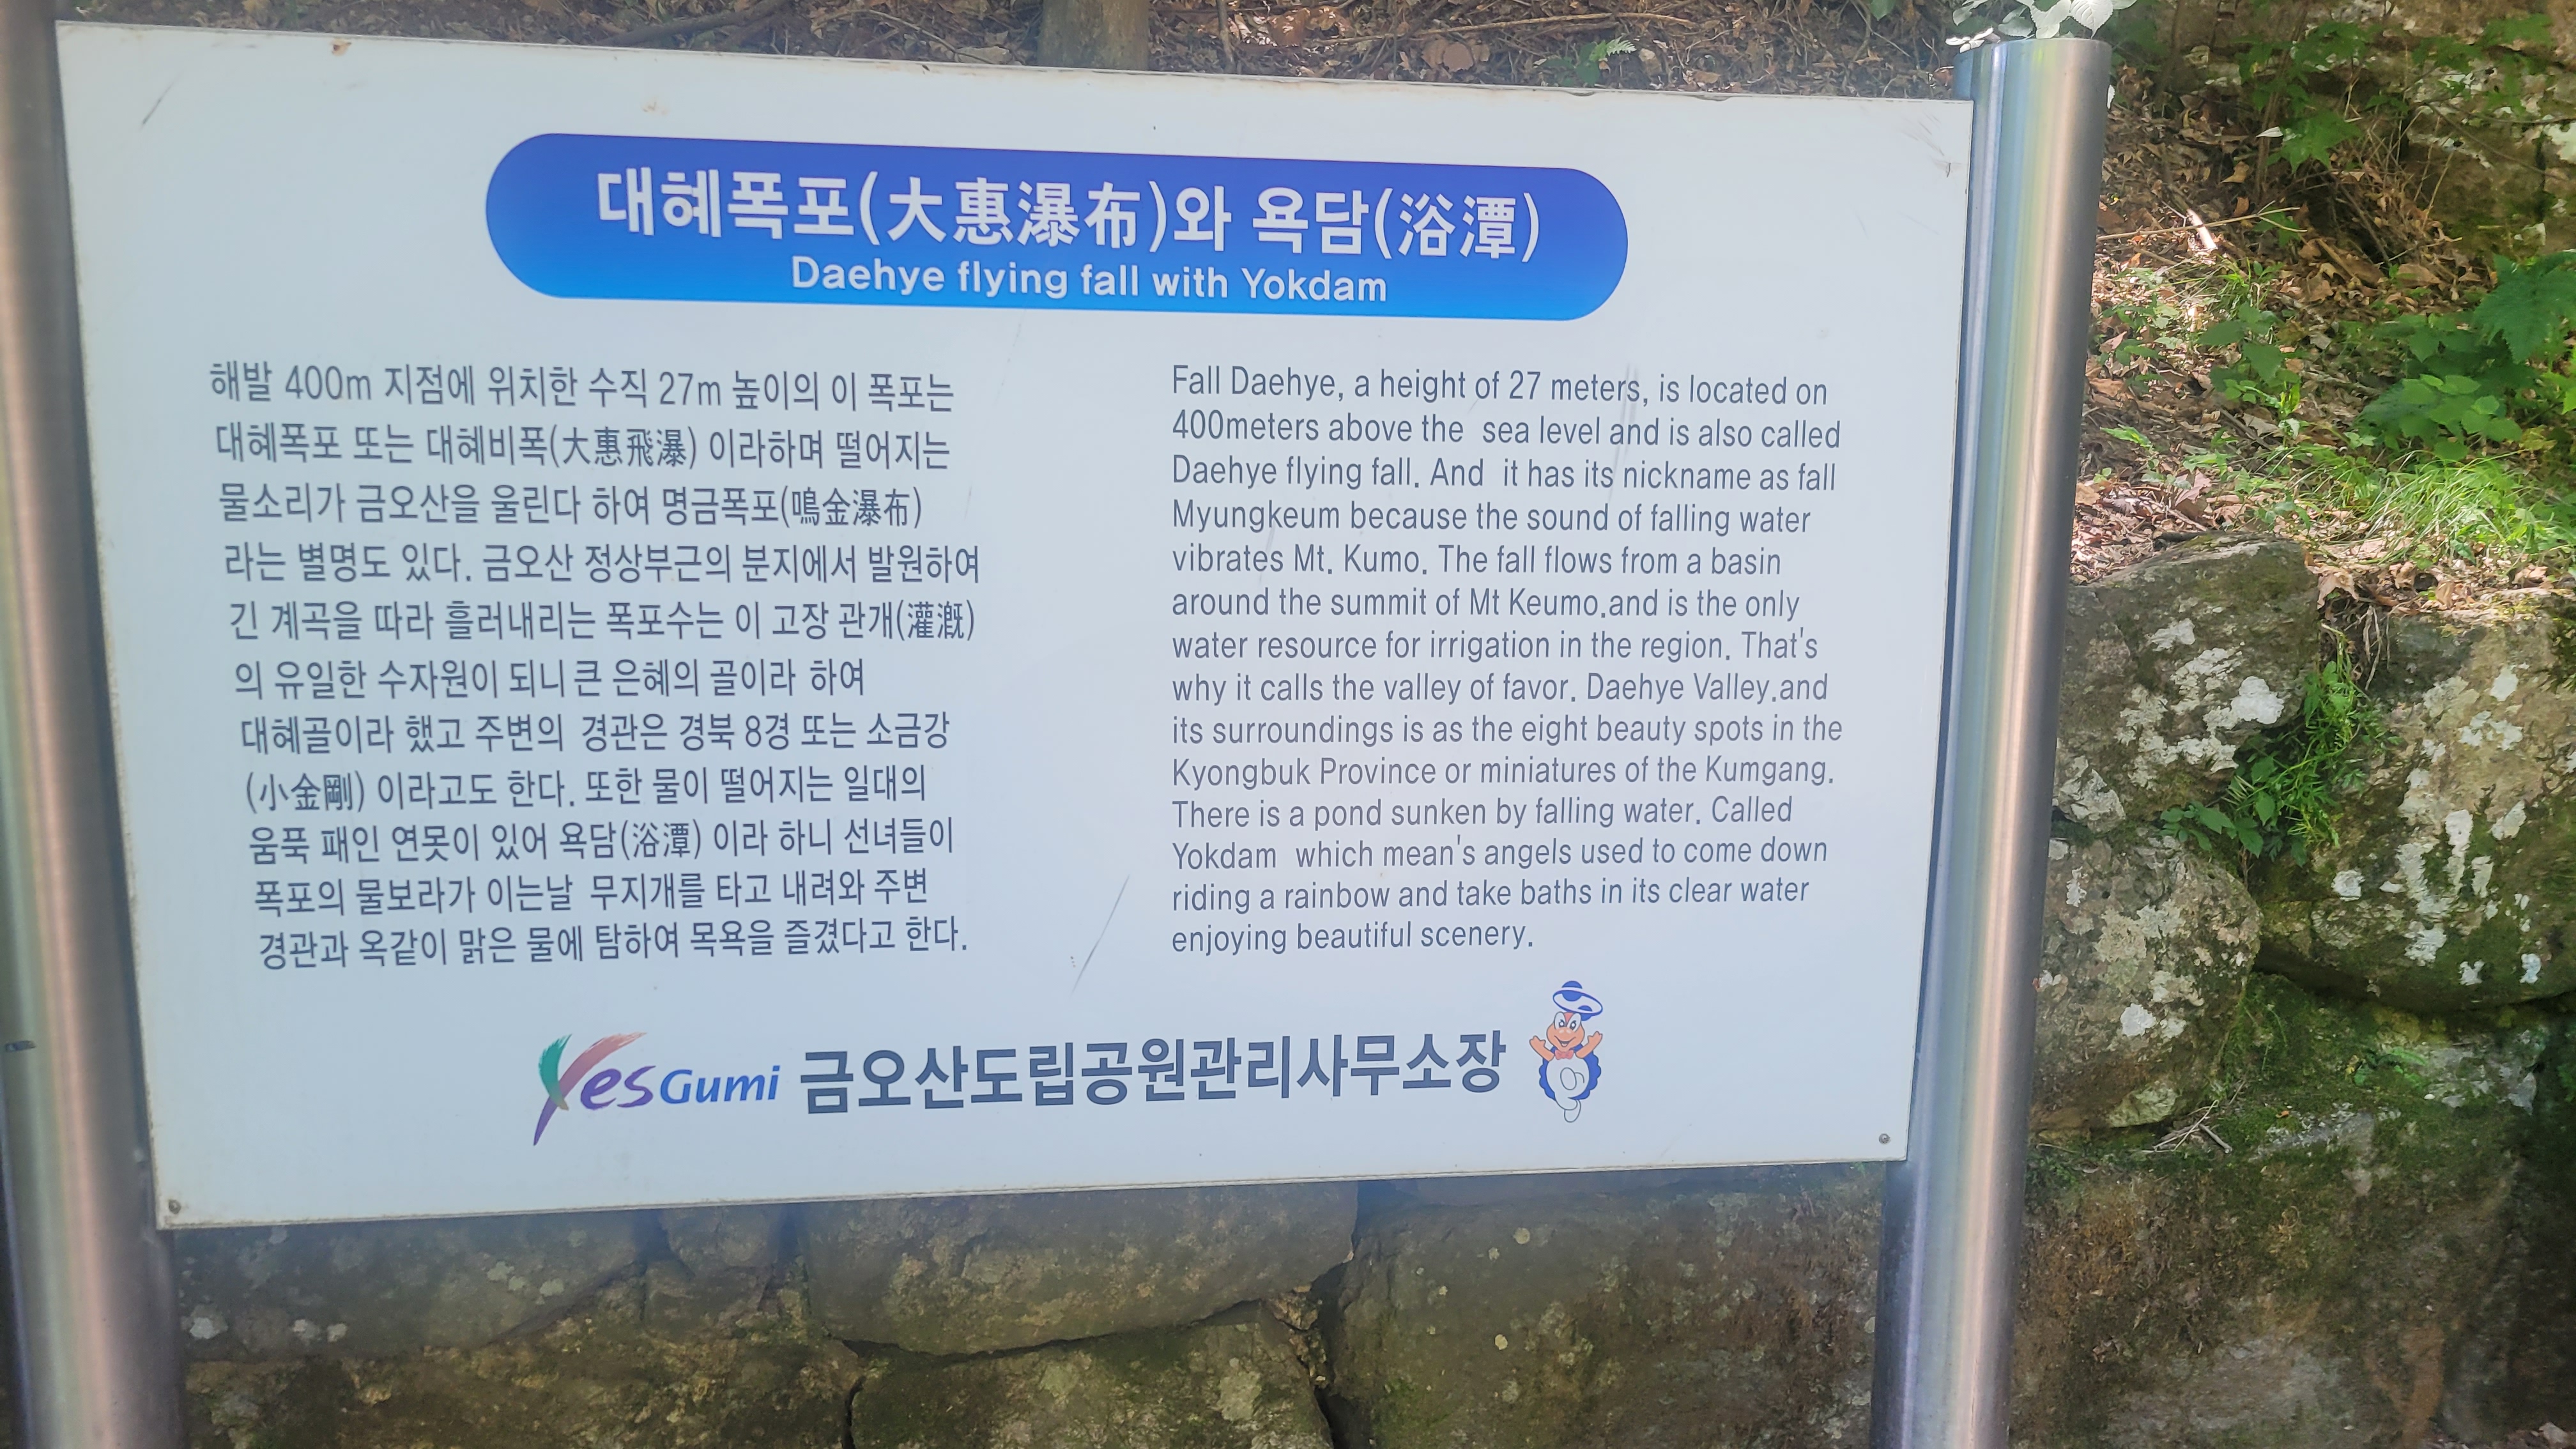 대혜폭포(大惠瀑布)와 욕담(浴潭)
Daehye flying fall with Yokdam
해발 400m 지점에 위치한 수직 27m 높이의 이 폭포는
대혜폭포 또는 대혜비폭(大惠飛瀑) 이라하며 떨어지는
물소리가 금오산을 울린다 하여 명금폭포(鳴金瀑布)
라는 별명도 있다. 금오산 정상부근의 분지에서 발원하여
긴 계곡을 따라 흘러내리는 폭포수는 이 고장 관개(灌漑)
의 유일한 수자원이 되니 큰 은혜의 골이라 하여
대혜골이라 했고 주변의 경관은 경북 8경 또는 소금강
(小金剛) 이라고도 한다. 또한 물이 떨어지는 일대의
움푹 패인 연못이 있어 욕담(浴潭) 이라 하니 선녀들이
폭포의 물보라가 이는날 무지개를 타고 내려와 주변
경관과 옥같이 맑은 물에 탐하여 목욕을 즐겼다고 한다.
Fall Daehye, a height of 27 meters, is located on
400meters above the sea level and is also called
Daehye flying fall. And it has its nickname as fall
Myungkeum because the sound of falling water
vibrates Mt. Kumo. The fall flows from a basin
around the summit of Mt Keumo.and is the only
water resource for irrigation in the region. That's
why it calls the valley of favor. Daehye Valley.and
its surroundings is as the eight beauty spots in the
Kyongbuk Province or miniatures of the Kumgang.
There is a pond sunken by falling water. Called
Yokdam which mean's angels used to come down
riding a rainbow and take baths in its clear water
enjoying beautiful scenery.
Yes Gumi 금오산도립공원관리사무소장